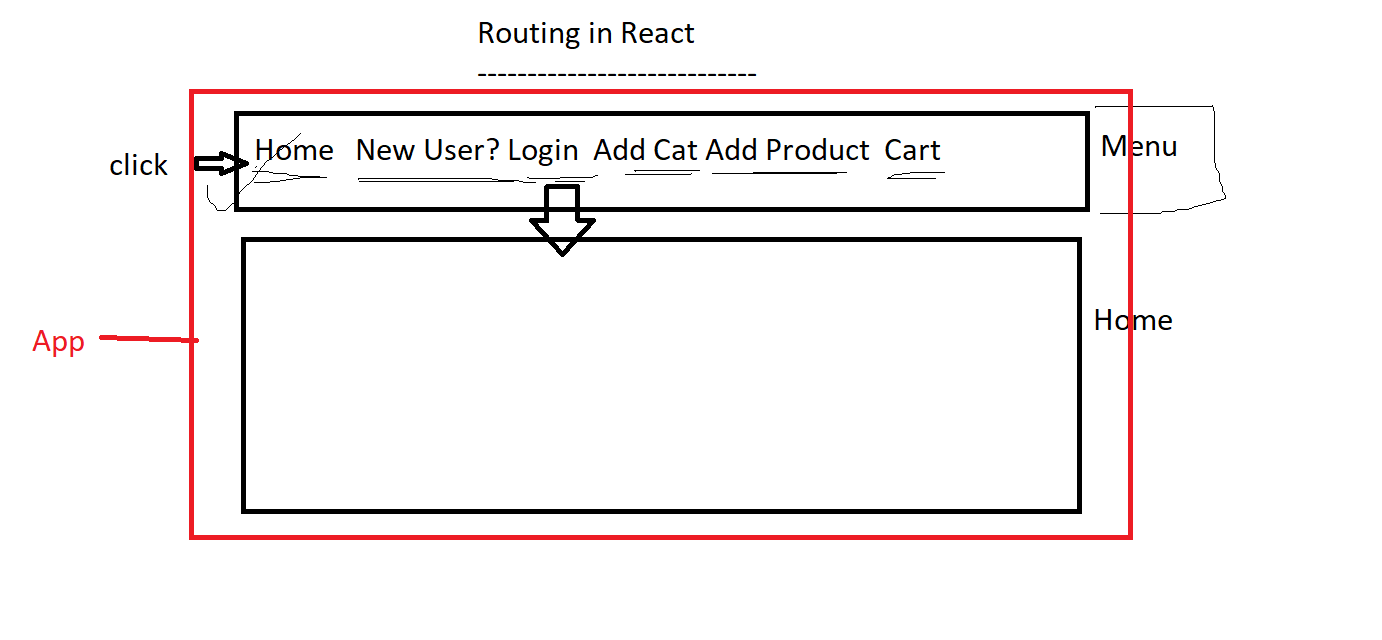 Routing in React
----------------------------
click
Home New User? Login Add Cat Add Product Cart
Menu
Home
App